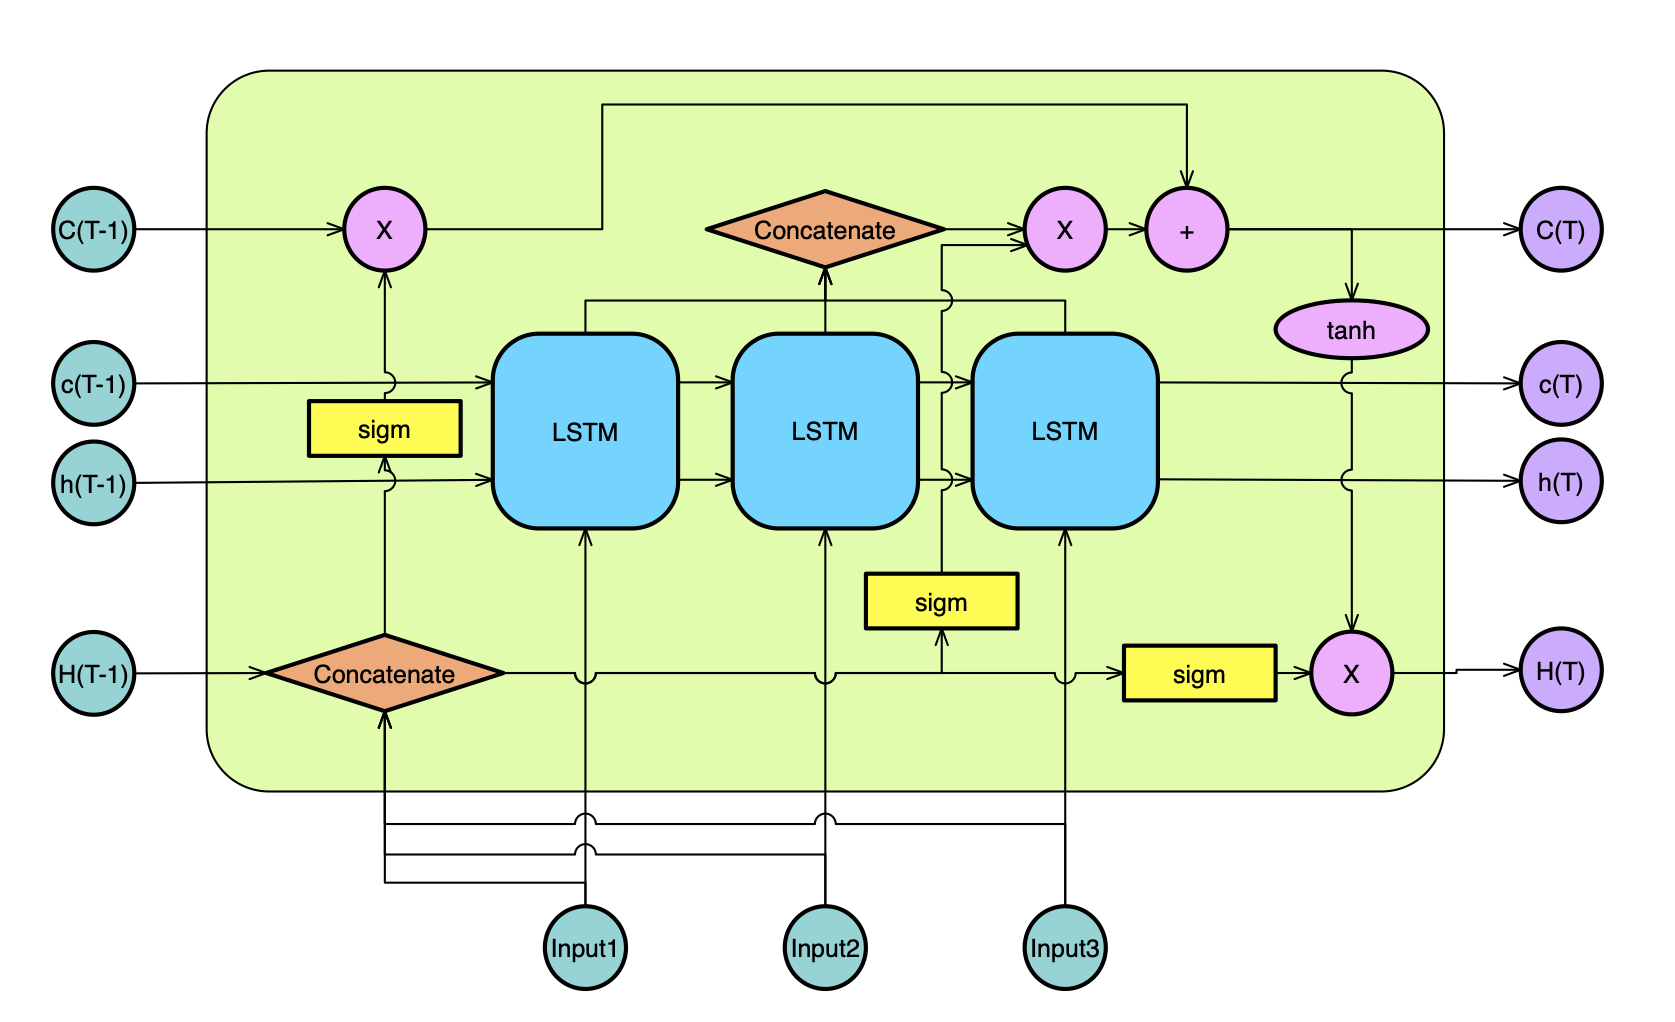 C(T-1)
X
Concatenate
X
+
C(T)
tanh
c(T-1)
sigm
LSTM
LSTM
LSTM
c(T)
h(T-1)
h(T)
sigm
H(T-1)
Concatenate
sigm
X
H(T)
Input1
Input2
Input3